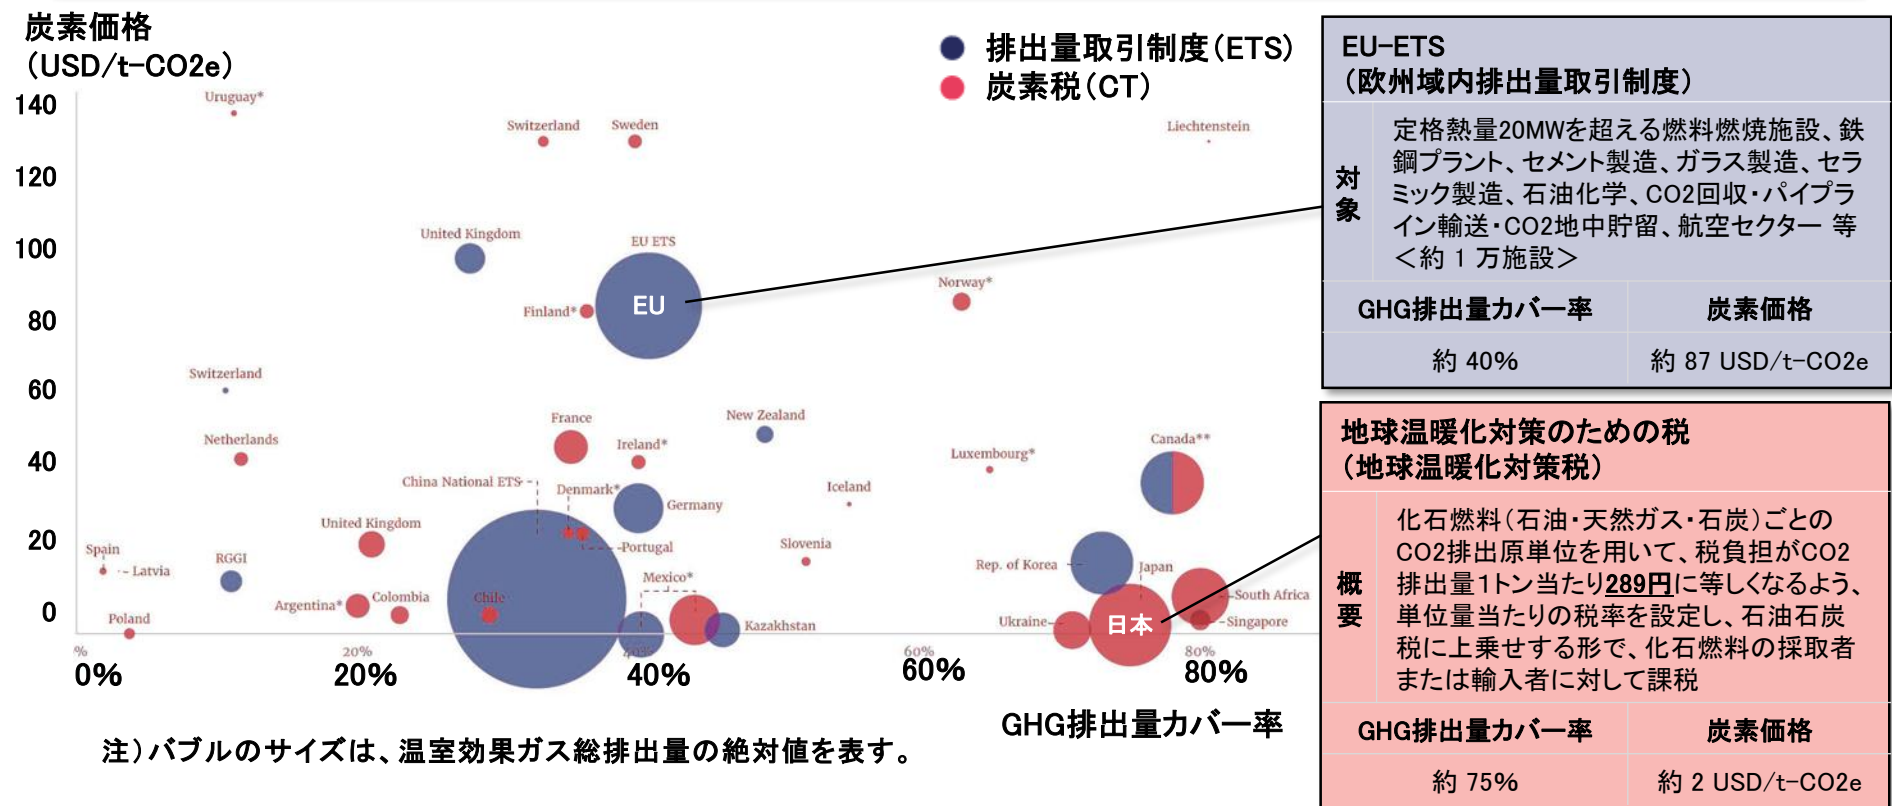 炭素価格
（USD/t-CO2e）
排出量取引制度（ETS）
炭素税（CT）
140
120
100
80
60
40
20
0
Uruguay*
Switzerland
Sweden
Liechtenstein
United Kingdom
EU ETS
EU
Finland*
Norway*
Switzerland
France
New Zealand
Netherlands
Ireland*
Canada**
Luxembourg*
China National ETS
Denmark*
Germany
Iceland
United Kingdom
Portugal
Slovenia
Spain
Latvia
RGGI
Mexico*
Rep. of Korea
Japan
Argentina*
Colombia
Chile
South Africa
Poland
Kazakhstan
Ukraine
日本
Singapore
%
20%
40%
60%
80%
0%
20%
40%
60%
80%
GHG排出量カバー率
注）バブルのサイズは、温室効果ガス総排出量の絶対値を表す。
EU-ETS
（欧州域内排出量取引制度）
対象
定格熱量20MWを超える燃料燃焼施設、鉄
鋼プラント、セメント製造、ガラス製造、セラ
ミック製造、石油化学、CO2回収・パイプラ
イン輸送・CO2地中貯留、航空セクター 等
＜約 1 万施設＞
GHG排出量カバー率
炭素価格
約 40%
約 87 USD/t-CO2e
地球温暖化対策のための税
（地球温暖化対策税）
概要
化石燃料（石油・天然ガス・石炭）ごとの
CO2排出原単位を用いて、税負担がCO2
排出量1トン当たり289円に等しくなるよう、
単位量当たりの税率を設定し、石油石炭
税に上乗せする形で、化石燃料の採取者
または輸入者に対して課税
GHG排出量カバー率
炭素価格
約 75%
約 2 USD/t-CO2e